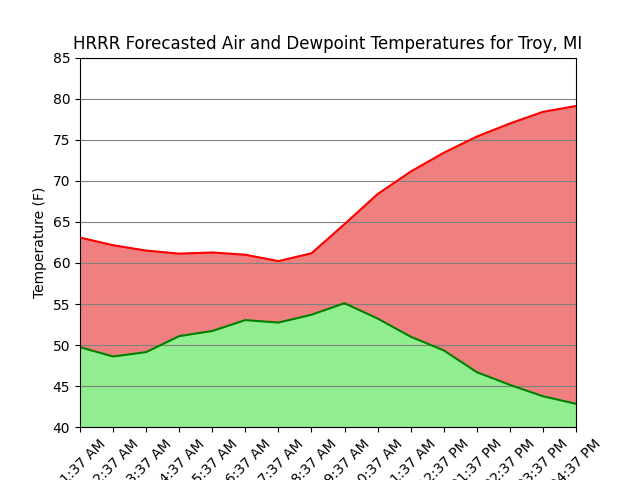 HRRR Forecasted Air and Dewpoint Temperatures for Troy, MI
85
80
75
70
65
60
55
50
45
40
Temperature (F)
1:37 AM
2:37 AM
3:37 AM
4:37 AM
5:37 AM
6:37 AM
7:37 AM
8:37 AM
9:37 AM
0:37 AM
1:37 AM
2:37 PM
01:37 PM
02:37 PM
03:37 PM
04:37 PM